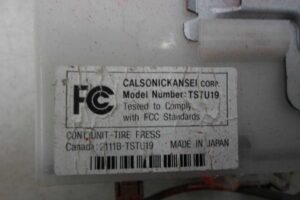 FC
CALSONICKANSEI CORP.
Model Number: TSTU19
Tested to Comply
with FCC Standards
CONT UNIT-TIRE PRESS
Canada: 2111B-TSTU19 MADE IN JAPAN